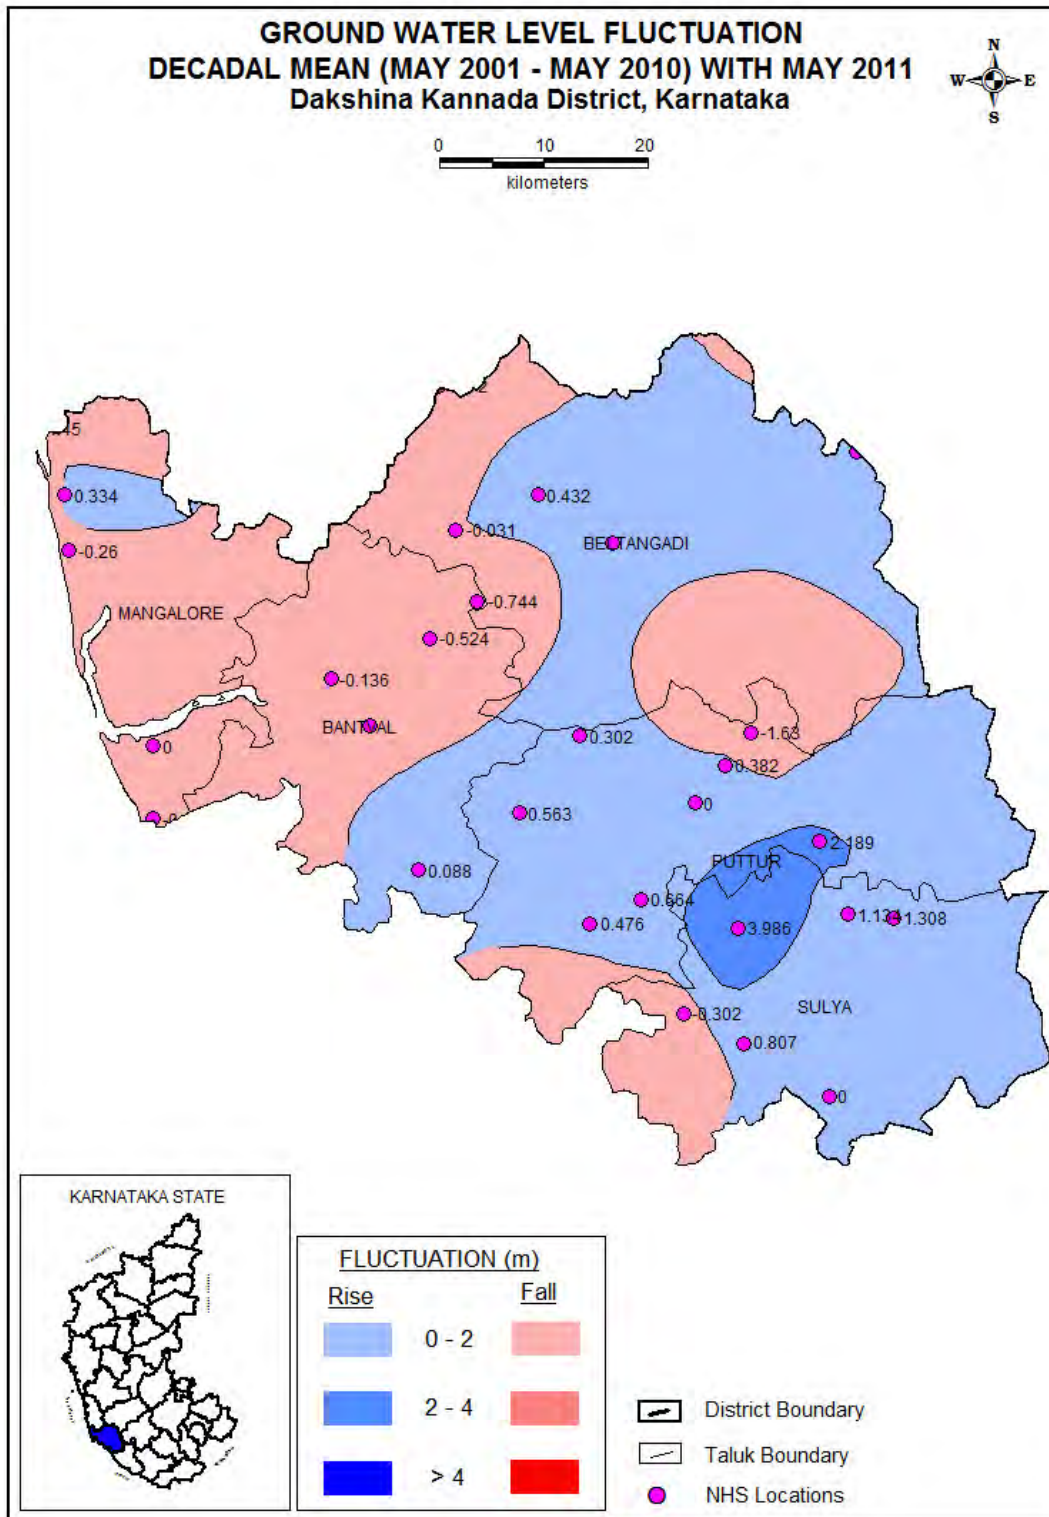 GROUND WATER LEVEL FLUCTUATION
DECADAL MEAN (MAY 2001 - MAY 2010) WITH MAY 2011
Dakshina Kannada District, Karnataka
N
W E
S
0 10 20
kilometers
45
0.334
0.432
-0.031
-0.26
BELTANGADI
MANGALORE
-0.744
-0.524
-0.136
BANTVAL
0
0.302
-1.63
0.382
0
0.563
2.189
PUTTUR
0.088
0.864
0.476
3.986
1.134
1.308
SULYA
-0.302
0.807
0
KARNATAKA STATE
FLUCTUATION (m)
Rise Fall
0 - 2
2 - 4
> 4
District Boundary
Taluk Boundary
NHS Locations